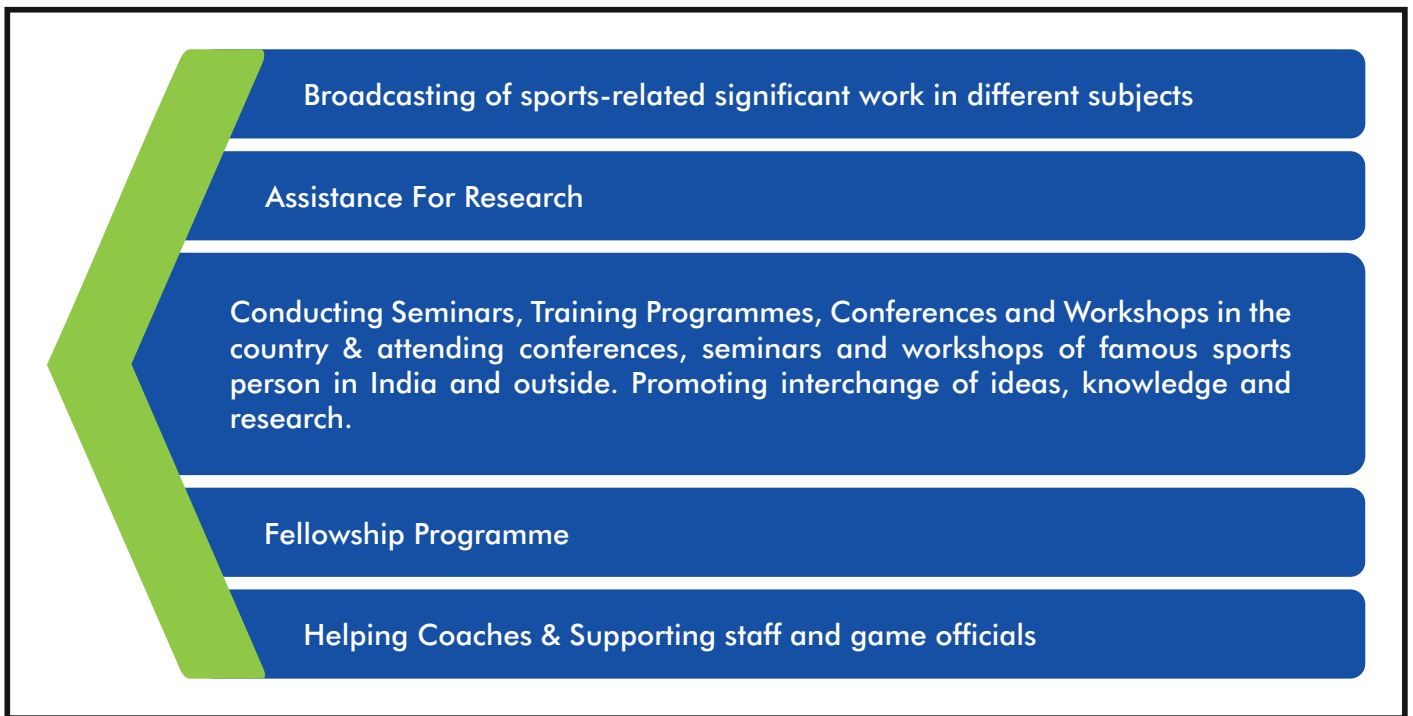 Broadcasting of sports-related significant work in different subjects
Assistance For Research
Conducting Seminars, Training Programmes, Conferences and Workshops in the
country & attending conferences, seminars and workshops of famous sports
person in India and outside. Promoting interchange of ideas, knowledge and
research.
Fellowship Programme
Helping Coaches & Supporting staff and game officials